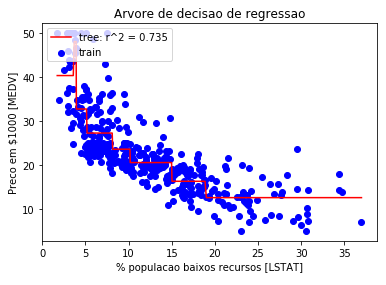 Arvore de decisao de regressao
tree: r^2 = 0.735
train
Preco em $1000 [MEDV]
50
40
30
20
10
0
5
10
15
20
25
30
35
% populacao baixos recursos [LSTAT]